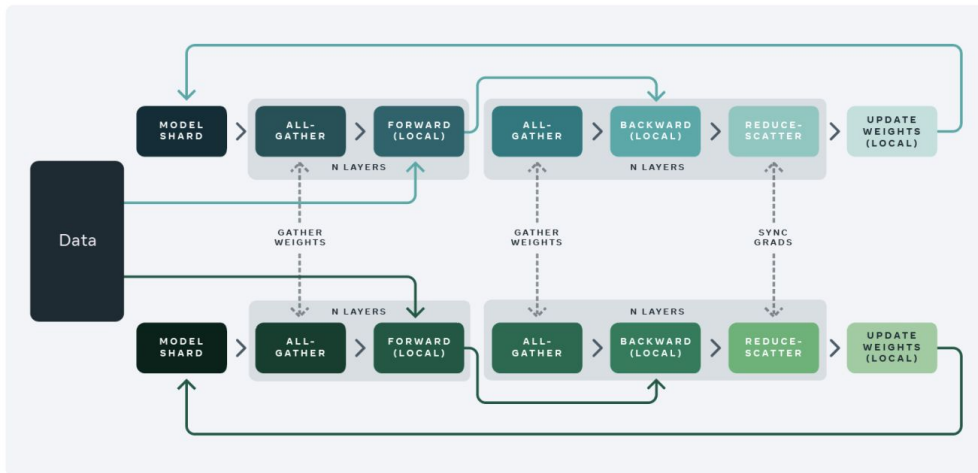 MODEL
SHARD
ALL-
GATHER
FORWARD
(LOCAL)
N LAYERS
ALL-
GATHER
BACKWARD
(LOCAL)
REDUCE-
SCATTER
N LAYERS
UPDATE
WEIGHTS
(LOCAL)
Data
GATHER
WEIGHTS
GATHER
WEIGHTS
SYNC
GRADS
N LAYERS
MODEL
SHARD
ALL-
GATHER
FORWARD
(LOCAL)
N LAYERS
ALL-
GATHER
BACKWARD
(LOCAL)
REDUCE-
SCATTER
UPDATE
WEIGHTS
(LOCAL)